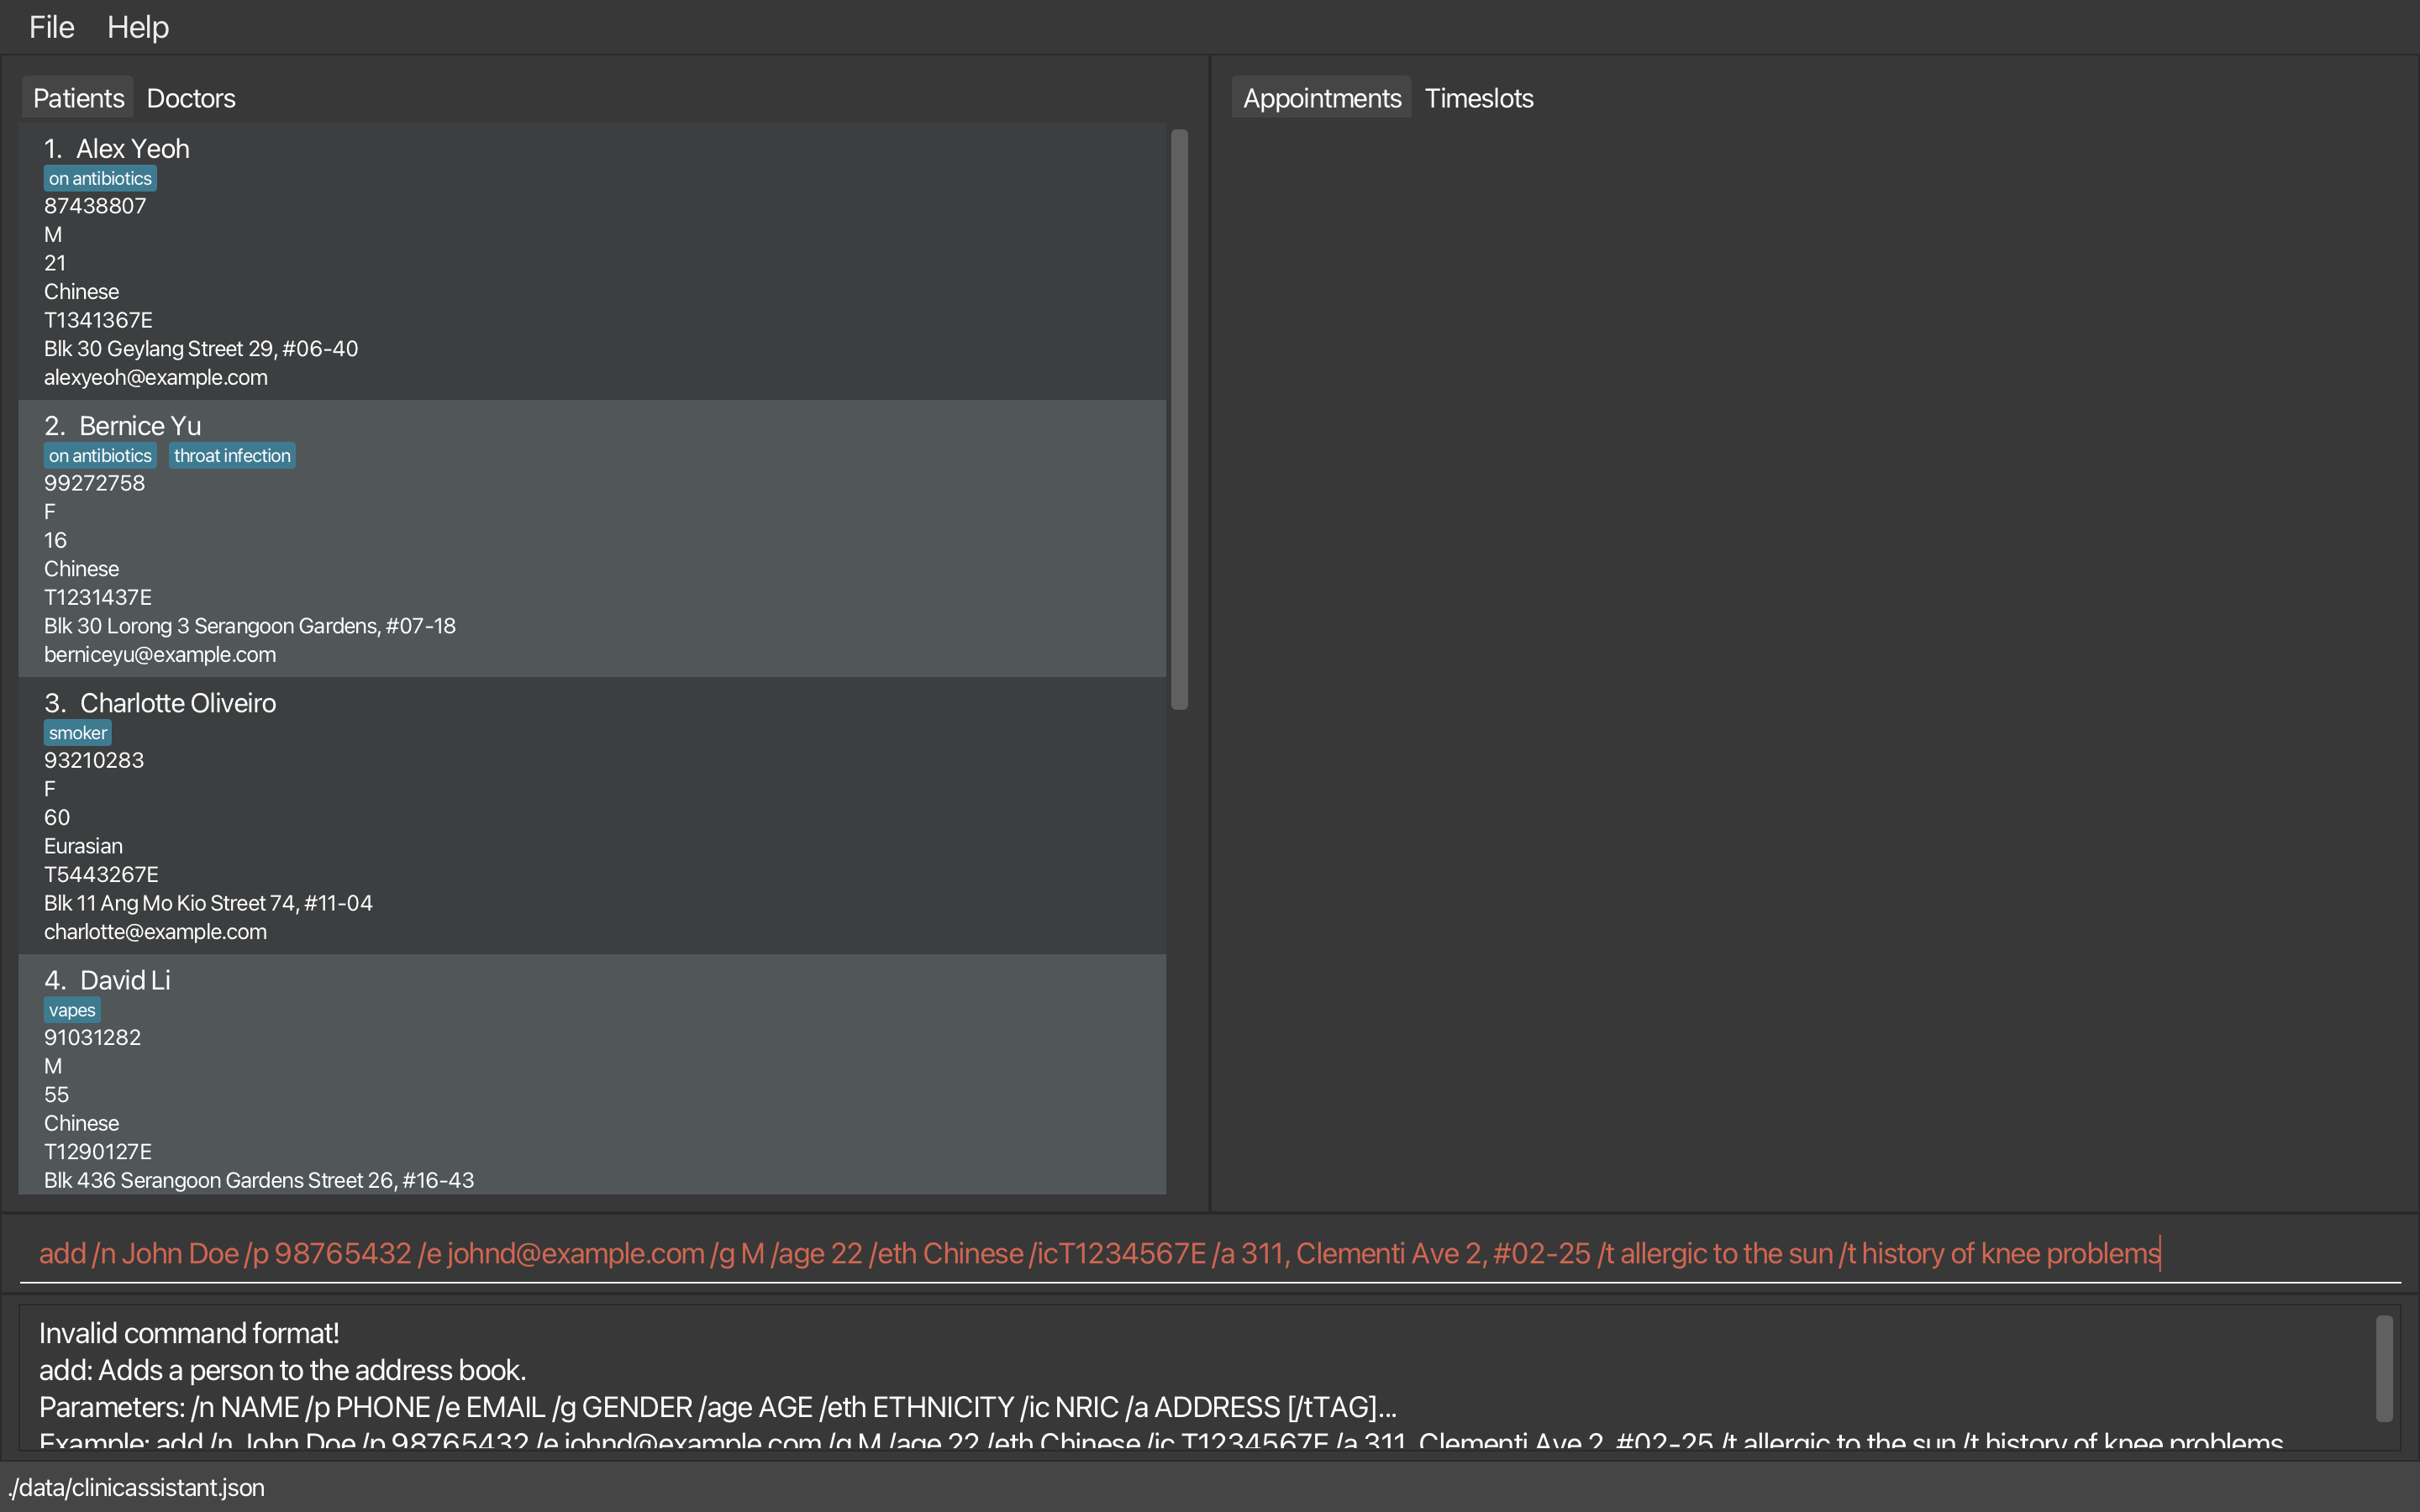 File Help
Patients Doctors
1. Alex Yeoh
on antibiotics
87438807
M
21
Chinese
T1341367E
Blk 30 Geylang Street 29, #06-40
alexyeoh@example.com
2. Bernice Yu
on antibiotics throat infection
99272758
F
16
Chinese
T1231437E
Blk 30 Lorong 3 Serangoon Gardens, #07-18
berniceyu@example.com
3. Charlotte Oliveiro
smoker
93210283
F
60
Eurasian
T5443267E
Blk 11 Ang Mo Kio Street 74, #11-04
charlotte@example.com
4. David Li
vapes
91031282
M
55
Chinese
T1290127E
Blk 436 Serangoon Gardens Street 26, #16-43
Appointments Timeslots
add /n John Doe /p 98765432 /e johnd@example.com /g M /age 22 /eth Chinese /icT1234567E /a 311, Clementi Ave 2, #02-25 /t allergic to the sun /t history of knee problems
Invalid command format!
add: Adds a person to the address book.
Parameters: /n NAME /p PHONE /e EMAIL /g GENDER /age AGE /eth ETHNICITY /ic NRIC /a ADDRESS [/tTAG]...
Example: add /n John Doe /p 98765432 /e johnd@example.com /g M /age 22 /eth Chinese /ic T1234567E /a 311, Clementi Ave 2, #02-25 /t allergic to the sun /t history of knee problems
./data/clinicassistant.json